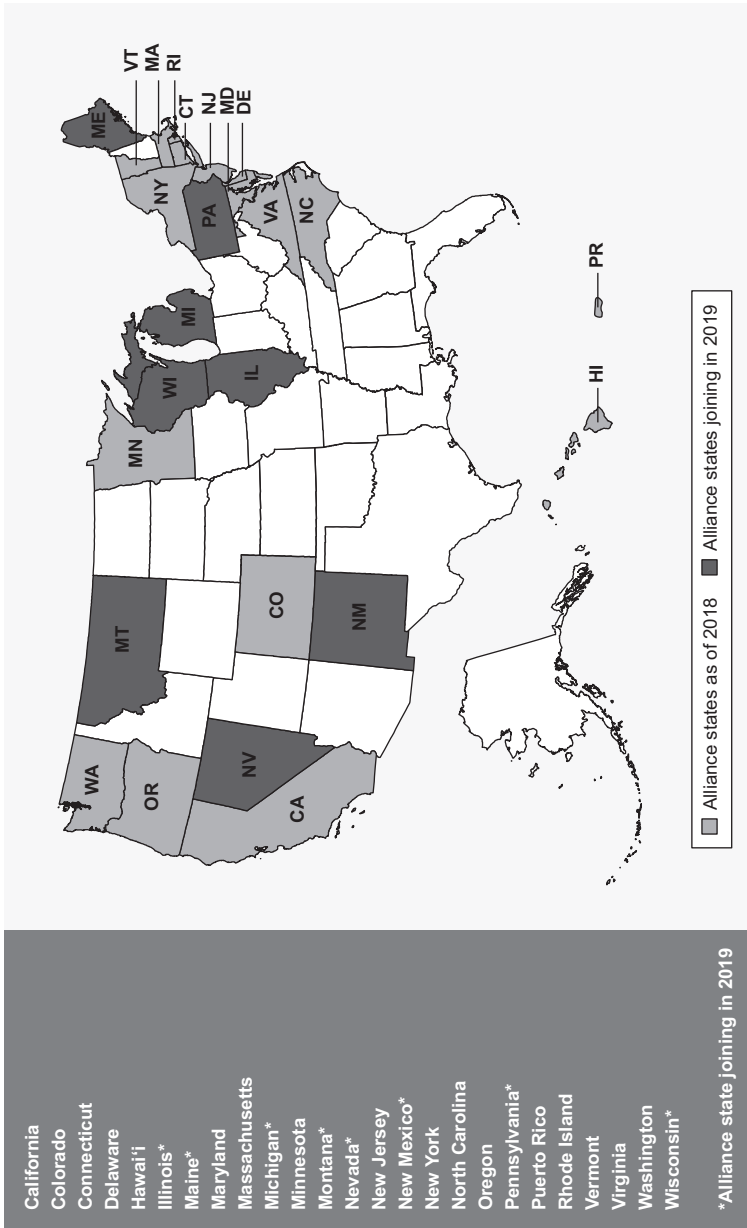 California
Colorado
Connecticut
Delaware
Hawai‘i
Illinois*
Maine*
Maryland
Massachusetts
Michigan*
Minnesota
Montana*
Nevada*
New Jersey
New Mexico*
New York
North Carolina
Oregon
Pennsylvania*
Puerto Rico
Rhode Island
Vermont
Virginia
Washington
Wisconsin*
*Alliance state joining in 2019
WA
OR
CA
NV
MT
CO
NM
MN
WI
IL
MI
ME
NY
PA
VA
NC
VT
MA
RI
CT
NJ
MD
DE
HI
PR
Alliance states as of 2018
Alliance states joining in 2019